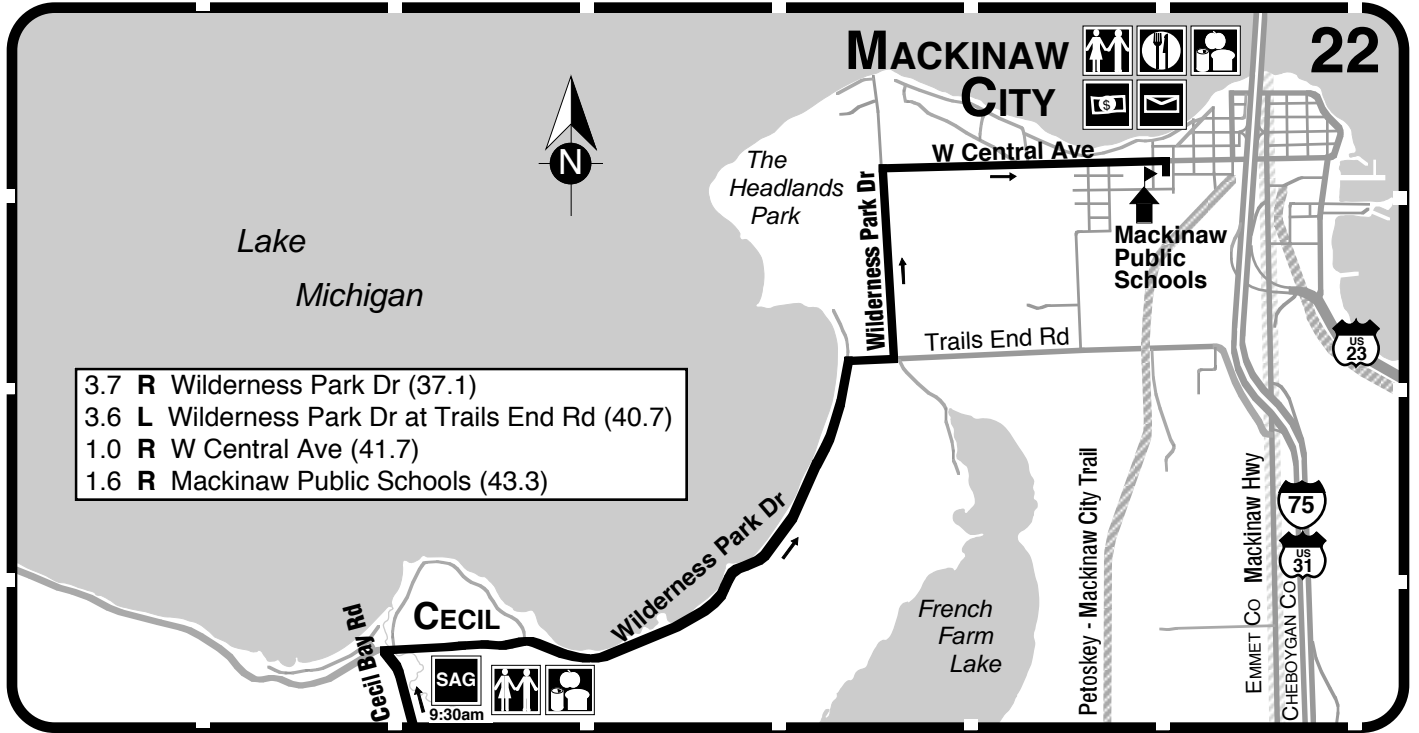 MACKINAW
CITY
22
N
$
W Central Ave
The
Headlands
Park
Wilderness Park Dr
Mackinaw
Public
Schools
Lake
Michigan
Trails End Rd
US
23
3.7 R Wilderness Park Dr (37.1)
3.6 L Wilderness Park Dr at Trails End Rd (40.7)
1.0 R W Central Ave (41.7)
1.6 R Mackinaw Public Schools (43.3)
Petoskey - Mackinaw City Trail
Mackinaw Hwy
75
US
31
Wilderness Park Dr
French
Farm
Lake
EMMET CO
CHEBOYGAN CO
CECIL
Cecil Bay Rd
SAG
9:30am